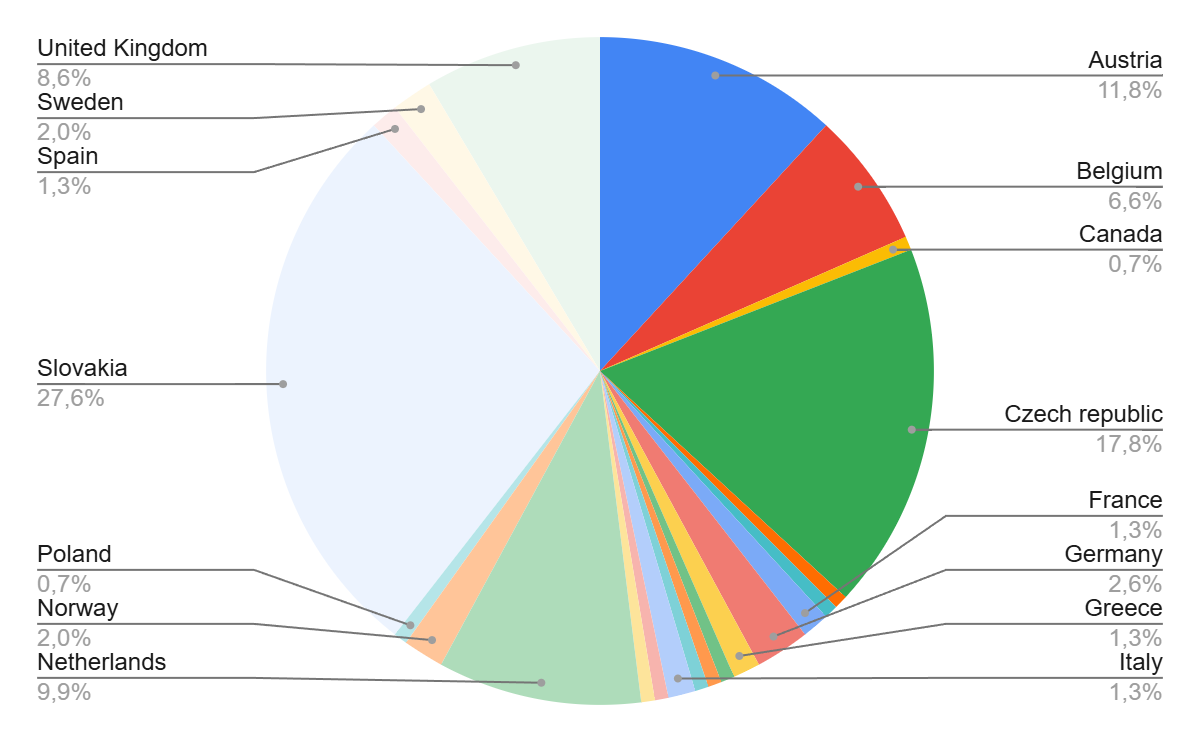 United Kingdom
8,6%
Sweden
2,0%
Spain
1,3%
Slovakia
27,6%
Poland
0,7%
Norway
2,0%
Netherlands
9,9%
Austria
11,8%
Belgium
6,6%
Canada
0,7%
Czech republic
17,8%
France
1,3%
Germany
2,6%
Greece
1,3%
Italy
1,3%